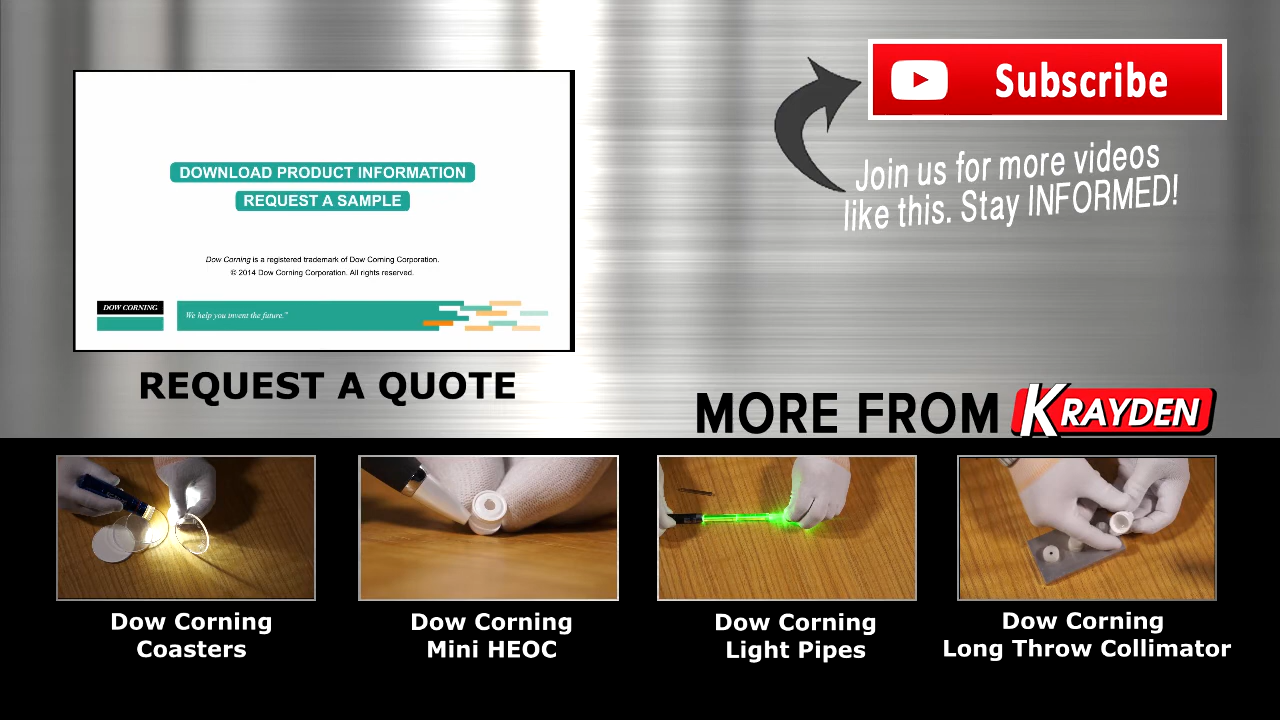 Subscribe
Join us for more videos
like this. Stay INFORMED!
DOWNLOAD PRODUCT INFORMATION
REQUEST A SAMPLE
Dow Corning is a registered trademark of Dow Corning Corporation.
© 2014 Dow Corning Corporation. All rights reserved.
DOW CORNING
We help you invent the future.™
REQUEST A QUOTE
MORE FROM KRAYDEN
Dow Corning
Coasters
Dow Corning
Mini HEOC
Dow Corning
Light Pipes
Dow Corning
Long Throw Collimator